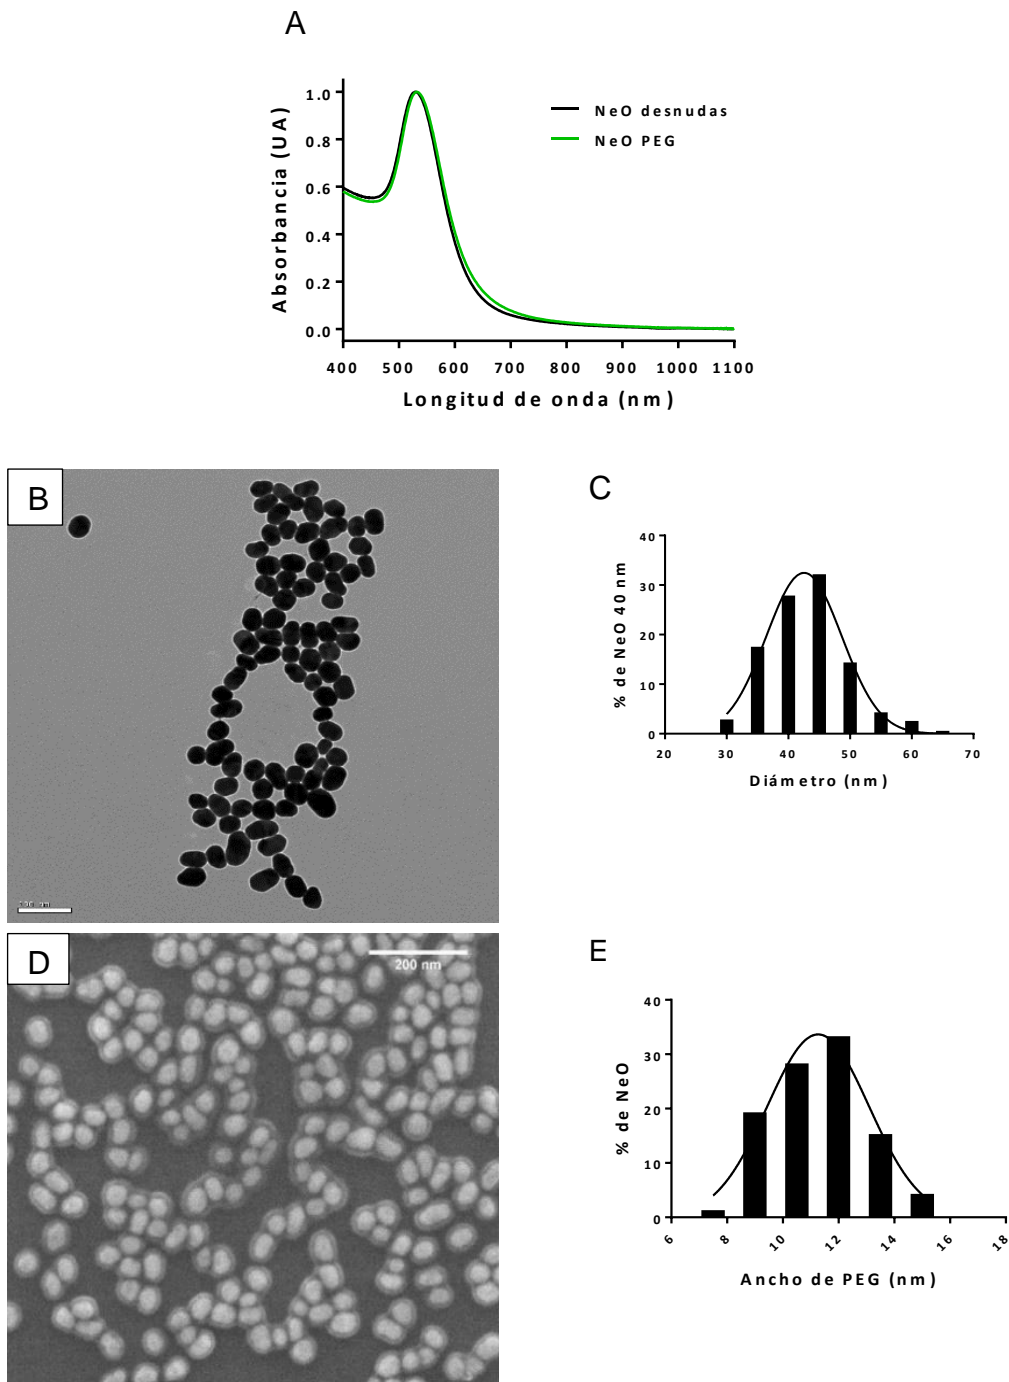 A
Absorbancia (UA)
1.0
0.8
0.6
0.4
0.2
0.0
NeO desnudas
NeO PEG
400 500 600 700 800 900 1000 1100
Longitud de onda (nm)
B
100 nm
C
% de NeO 40 nm
40
30
20
10
0
20 30 40 50 60 70
Diámetro (nm)
D
200 nm
E
% de NeO
40
30
20
10
0
6 8 10 12 14 16 18
Ancho de PEG (nm)